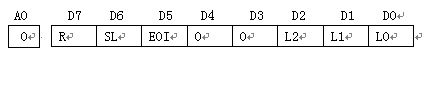 A0 D7 D6 D5 D4 D3 D2 D1 D0
0 R SL EOI 0 0 L2 L1 L0